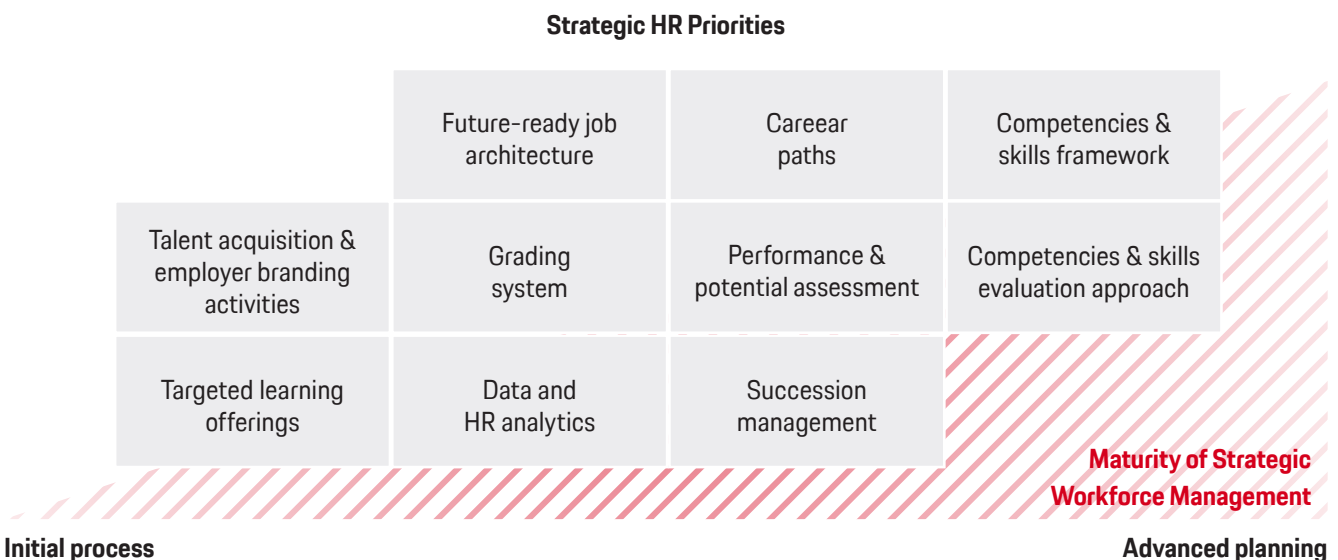 Strategic HR Priorities
Future-ready job
architecture
Careear
paths
Competencies &
skills framework
Talent acquisition &
employer branding
activities
Grading
system
Performance &
potential assessment
Competencies & skills
evaluation approach
Targeted learning
offerings
Data and
HR analytics
Succession
management
Maturity of Strategic
Workforce Management
Initial process
Advanced planning